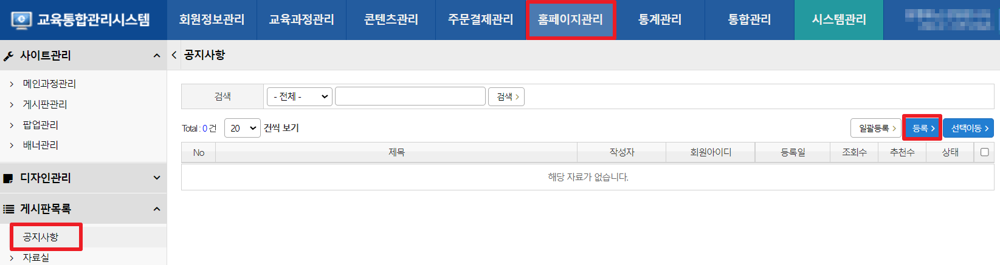 교육통합관리시스템 회원정보관리 교육과정관리 콘텐츠관리 주문결제관리 홈페이지관리 통계관리 통합관리 시스템관리
사이트관리
메인과정관리
게시판관리
팝업관리
배너관리
디자인관리
게시판목록
공지사항
자료실
공지사항
검색 - 전체 - 검색
Total : 0 건 20 건씩 보기 일괄등록 등록 선택이동
No 제목 작성자 회원아이디 등록일 조회수 추천수 상태
해당 자료가 없습니다.